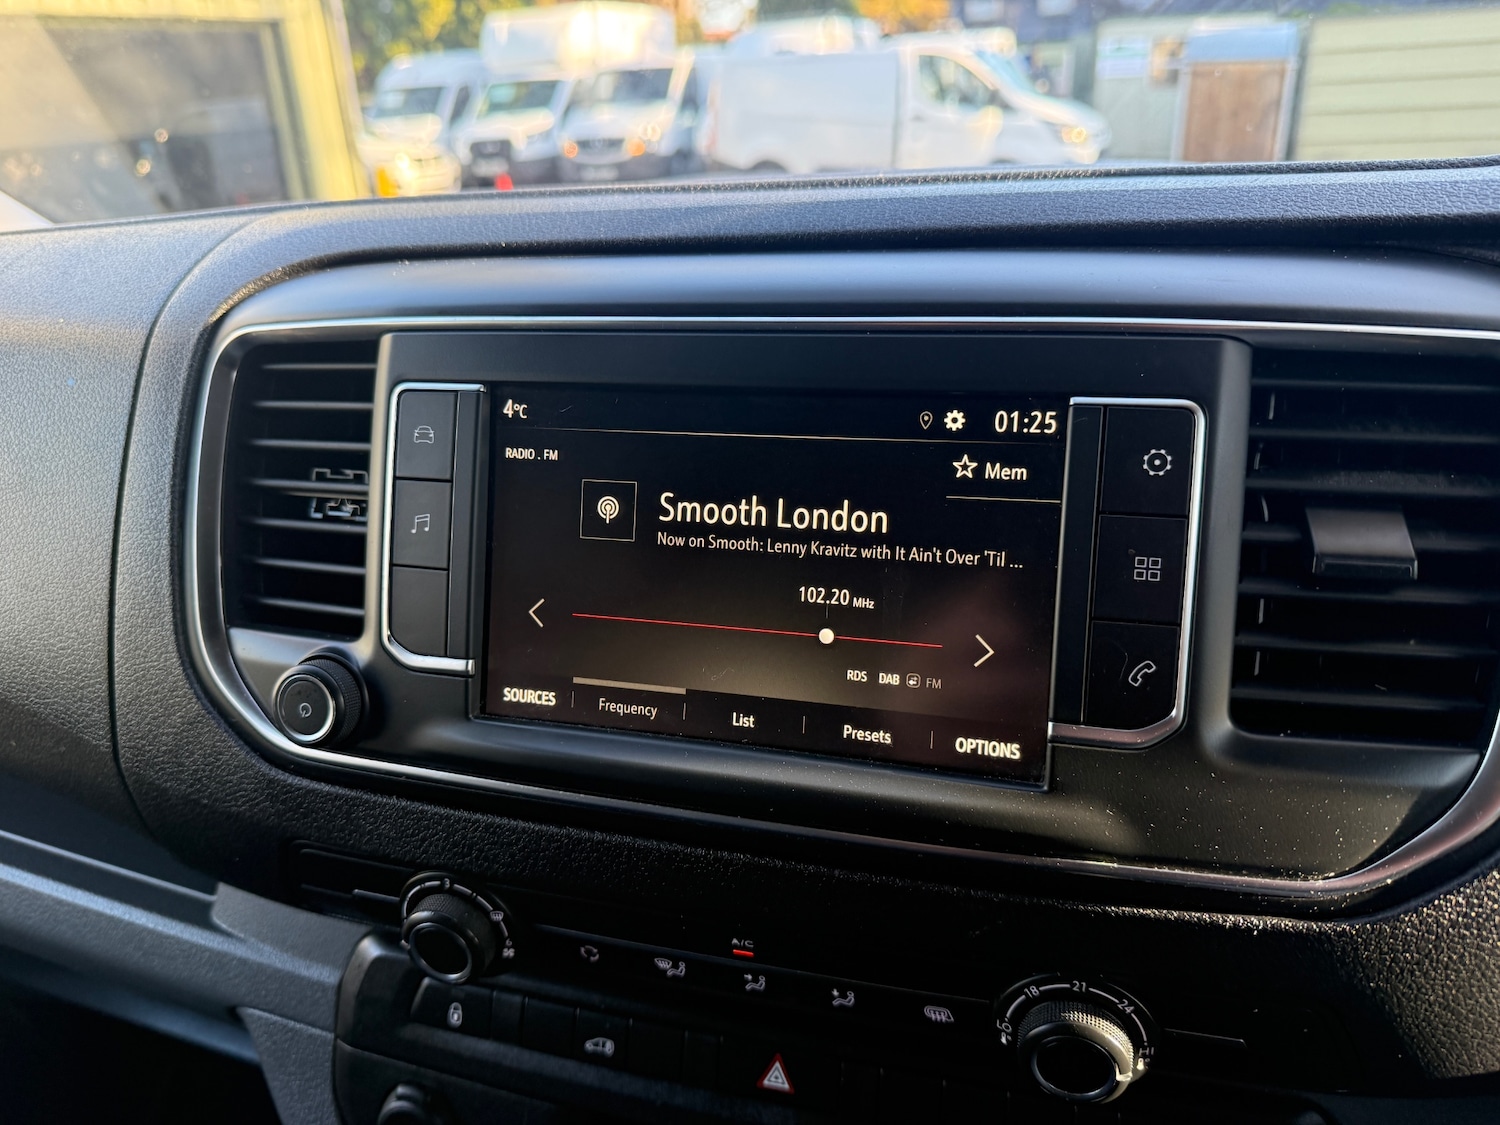 4°C
01:25
RADIO . FM
Mem
Smooth London
Now on Smooth: Lenny Kravitz with It Ain't Over 'Til ...
102.20 MHz
RDS DAB FM
SOURCES
Frequency
List
Presets
OPTIONS
3
A/C
18 21 24